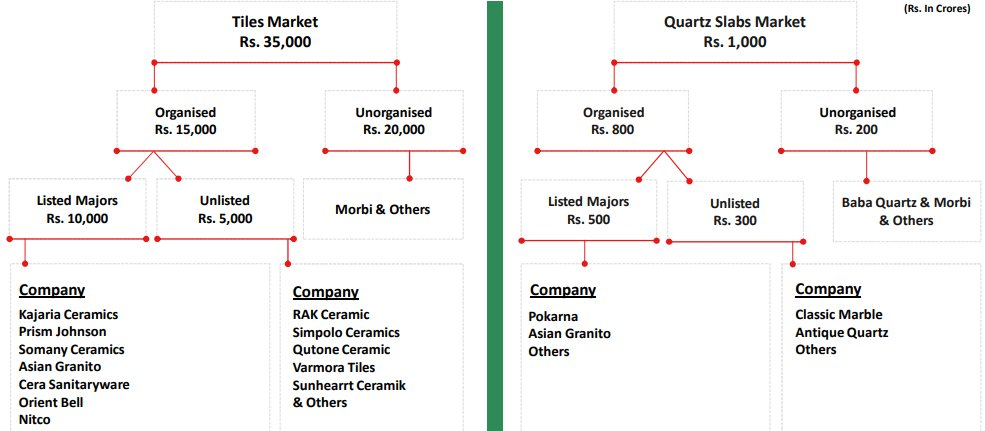 Tiles Market
Rs. 35,000
Organised
Rs. 15,000
Unorganised
Rs. 20,000
Listed Majors
Rs. 10,000
Unlisted
Rs. 5,000
Morbi & Others
Company
Kajaria Ceramics
Prism Johnson
Somany Ceramics
Asian Granito
Cera Sanitaryware
Orient Bell
Nitco
Company
RAK Ceramic
Simpolo Ceramics
Qutone Ceramic
Varmora Tiles
Sunhearrt Ceramik
& Others
(Rs. In Crores)
Quartz Slabs Market
Rs. 1,000
Organised
Rs. 800
Unorganised
Rs. 200
Listed Majors
Rs. 500
Unlisted
Rs. 300
Baba Quartz & Morbi
& Others
Company
Pokarna
Asian Granito
Others
Company
Classic Marble
Antique Quartz
Others